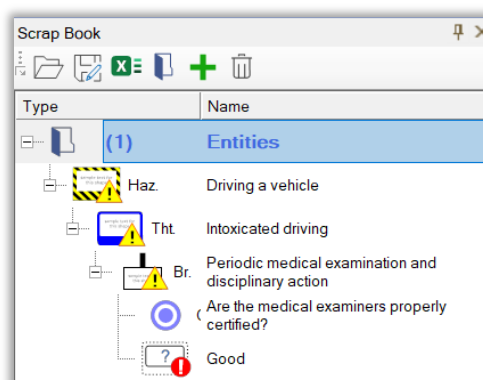 Scrap Book
Type Name
(1) Entities
Haz. Driving a vehicle
Tht. Intoxicated driving
Br. Periodic medical examination and
disciplinary action
Are the medical examiners properly
certified?
? Good